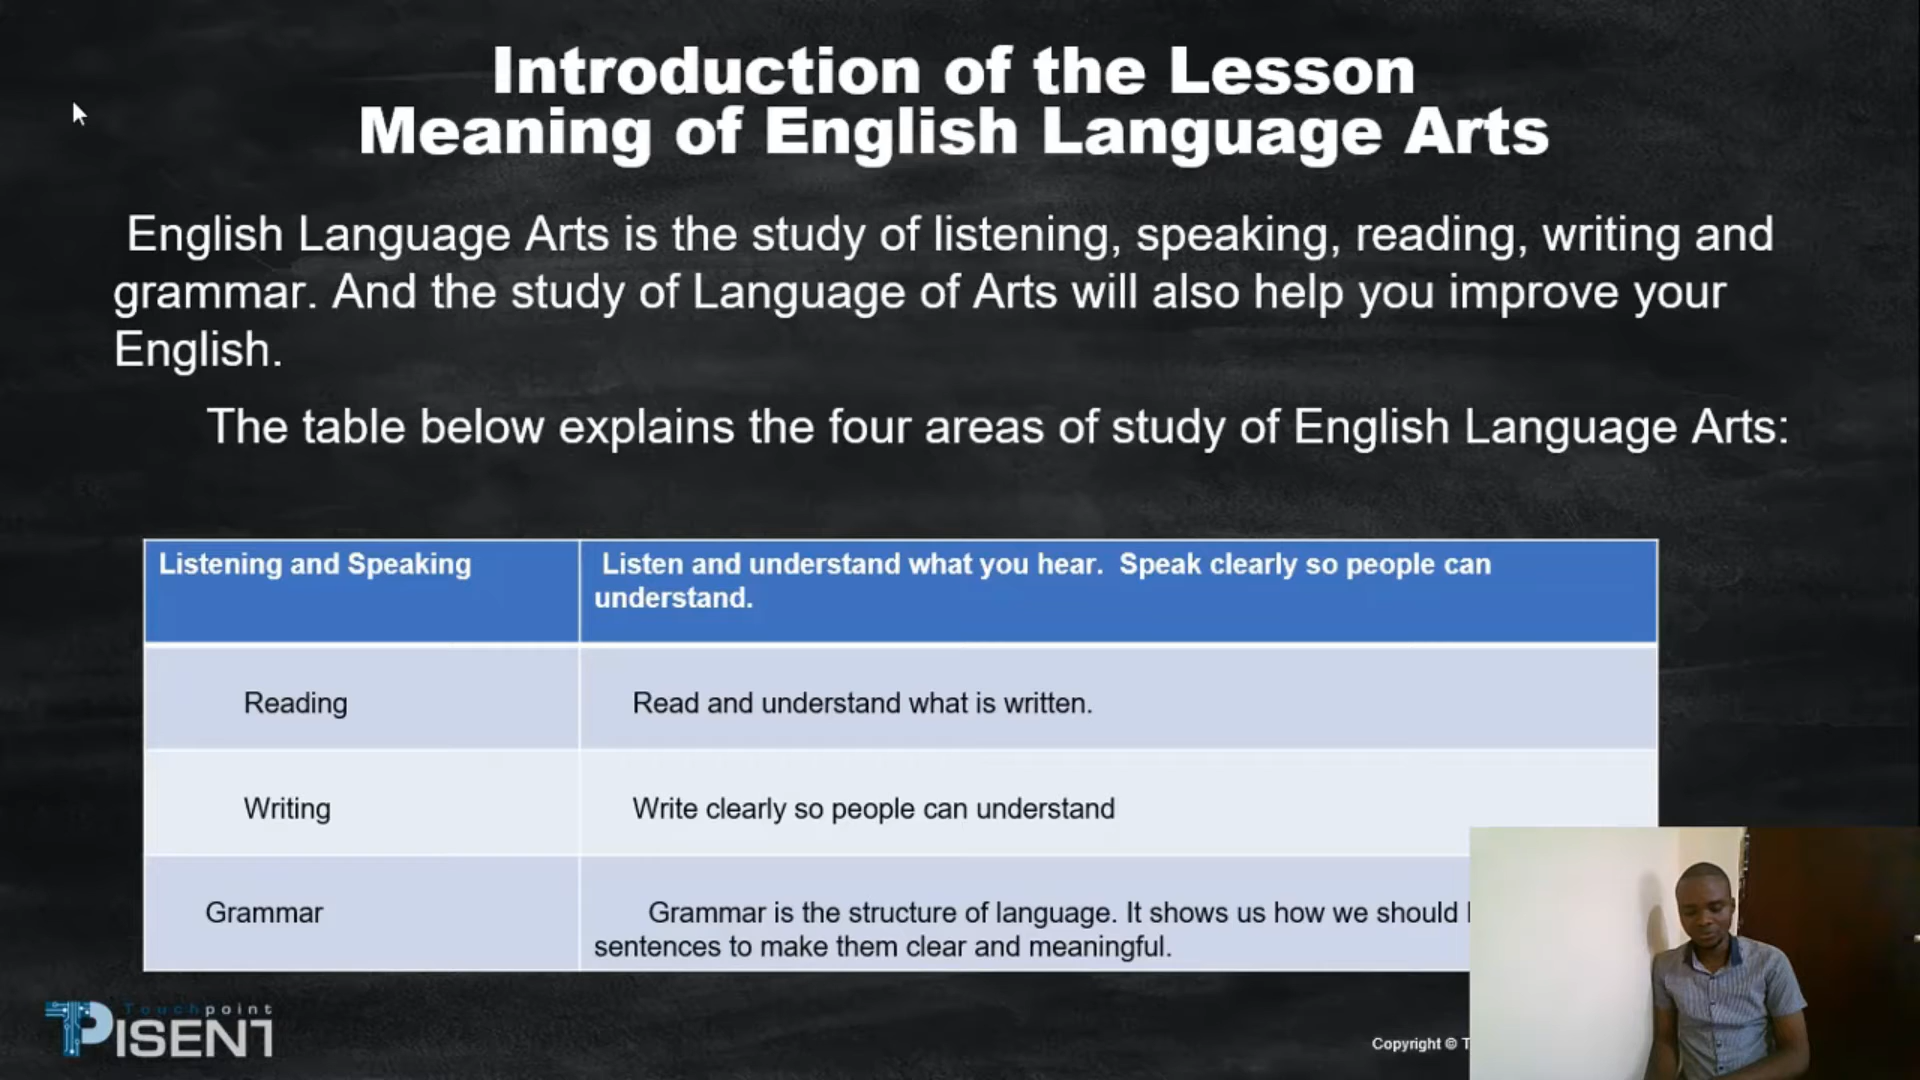 Introduction of the Lesson
Meaning of English Language Arts
English Language Arts is the study of listening, speaking, reading, writing and
grammar. And the study of Language of Arts will also help you improve your
English.
The table below explains the four areas of study of English Language Arts:
Listening and Speaking
Listen and understand what you hear. Speak clearly so people can
understand.
Reading
Read and understand what is written.
Writing
Write clearly so people can understand
Grammar
Grammar is the structure of language. It shows us how we should
sentences to make them clear and meaningful.
Touchpoint
PISENT
Copyright ©